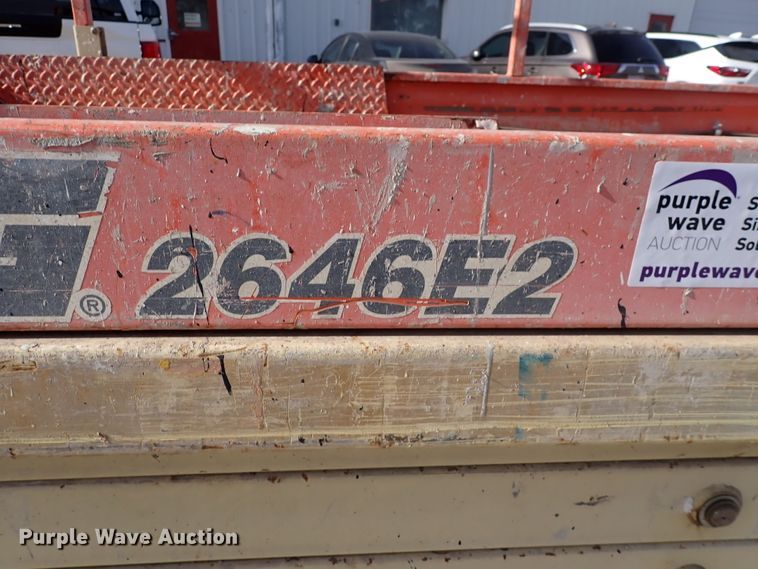 ® 2646E2
purple
wave
AUCTION
purplewave
Purple Wave Auction